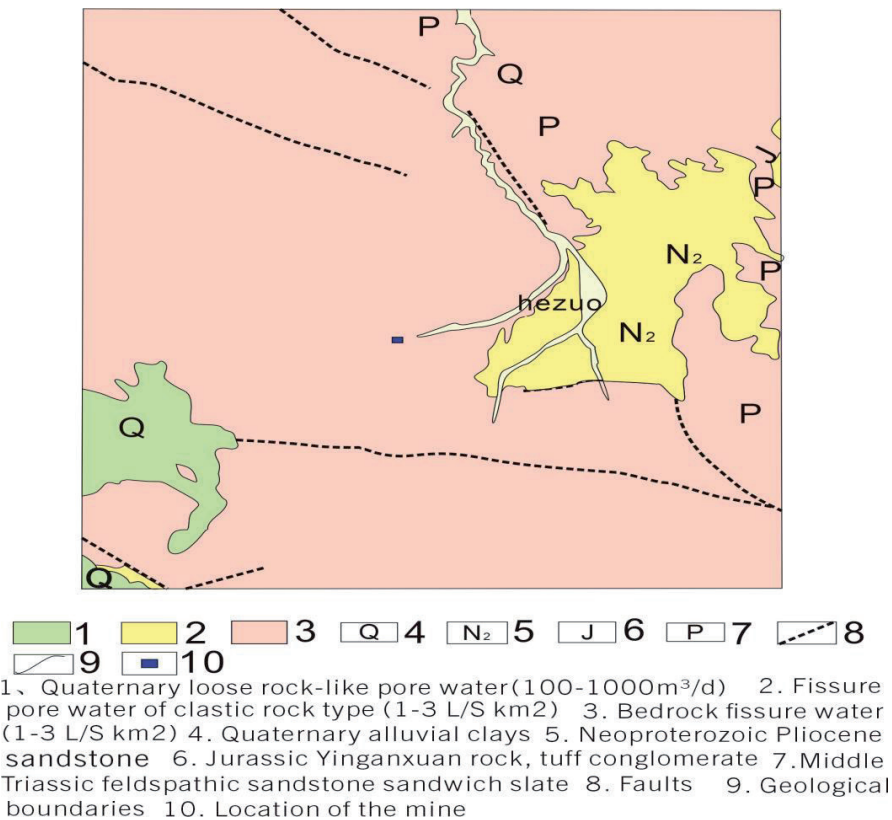 P
Q
P
J
P
N₂
P
hezuo
N₂
P
Q
Q
1 2 3 Q 4 N₂ 5 J 6 P 7 8
9 10
1、Quaternary loose rock-like pore water(100-1000m³/d) 2. Fissure
pore water of clastic rock type (1-3 L/S km2) 3. Bedrock fissure water
(1-3 L/S km2) 4. Quaternary alluvial clays 5. Neoproterozoic Pliocene
sandstone 6. Jurassic Yinganxuan rock, tuff conglomerate 7.Middle
Triassic feldspathic sandstone sandwich slate 8. Faults 9. Geological
boundaries 10. Location of the mine